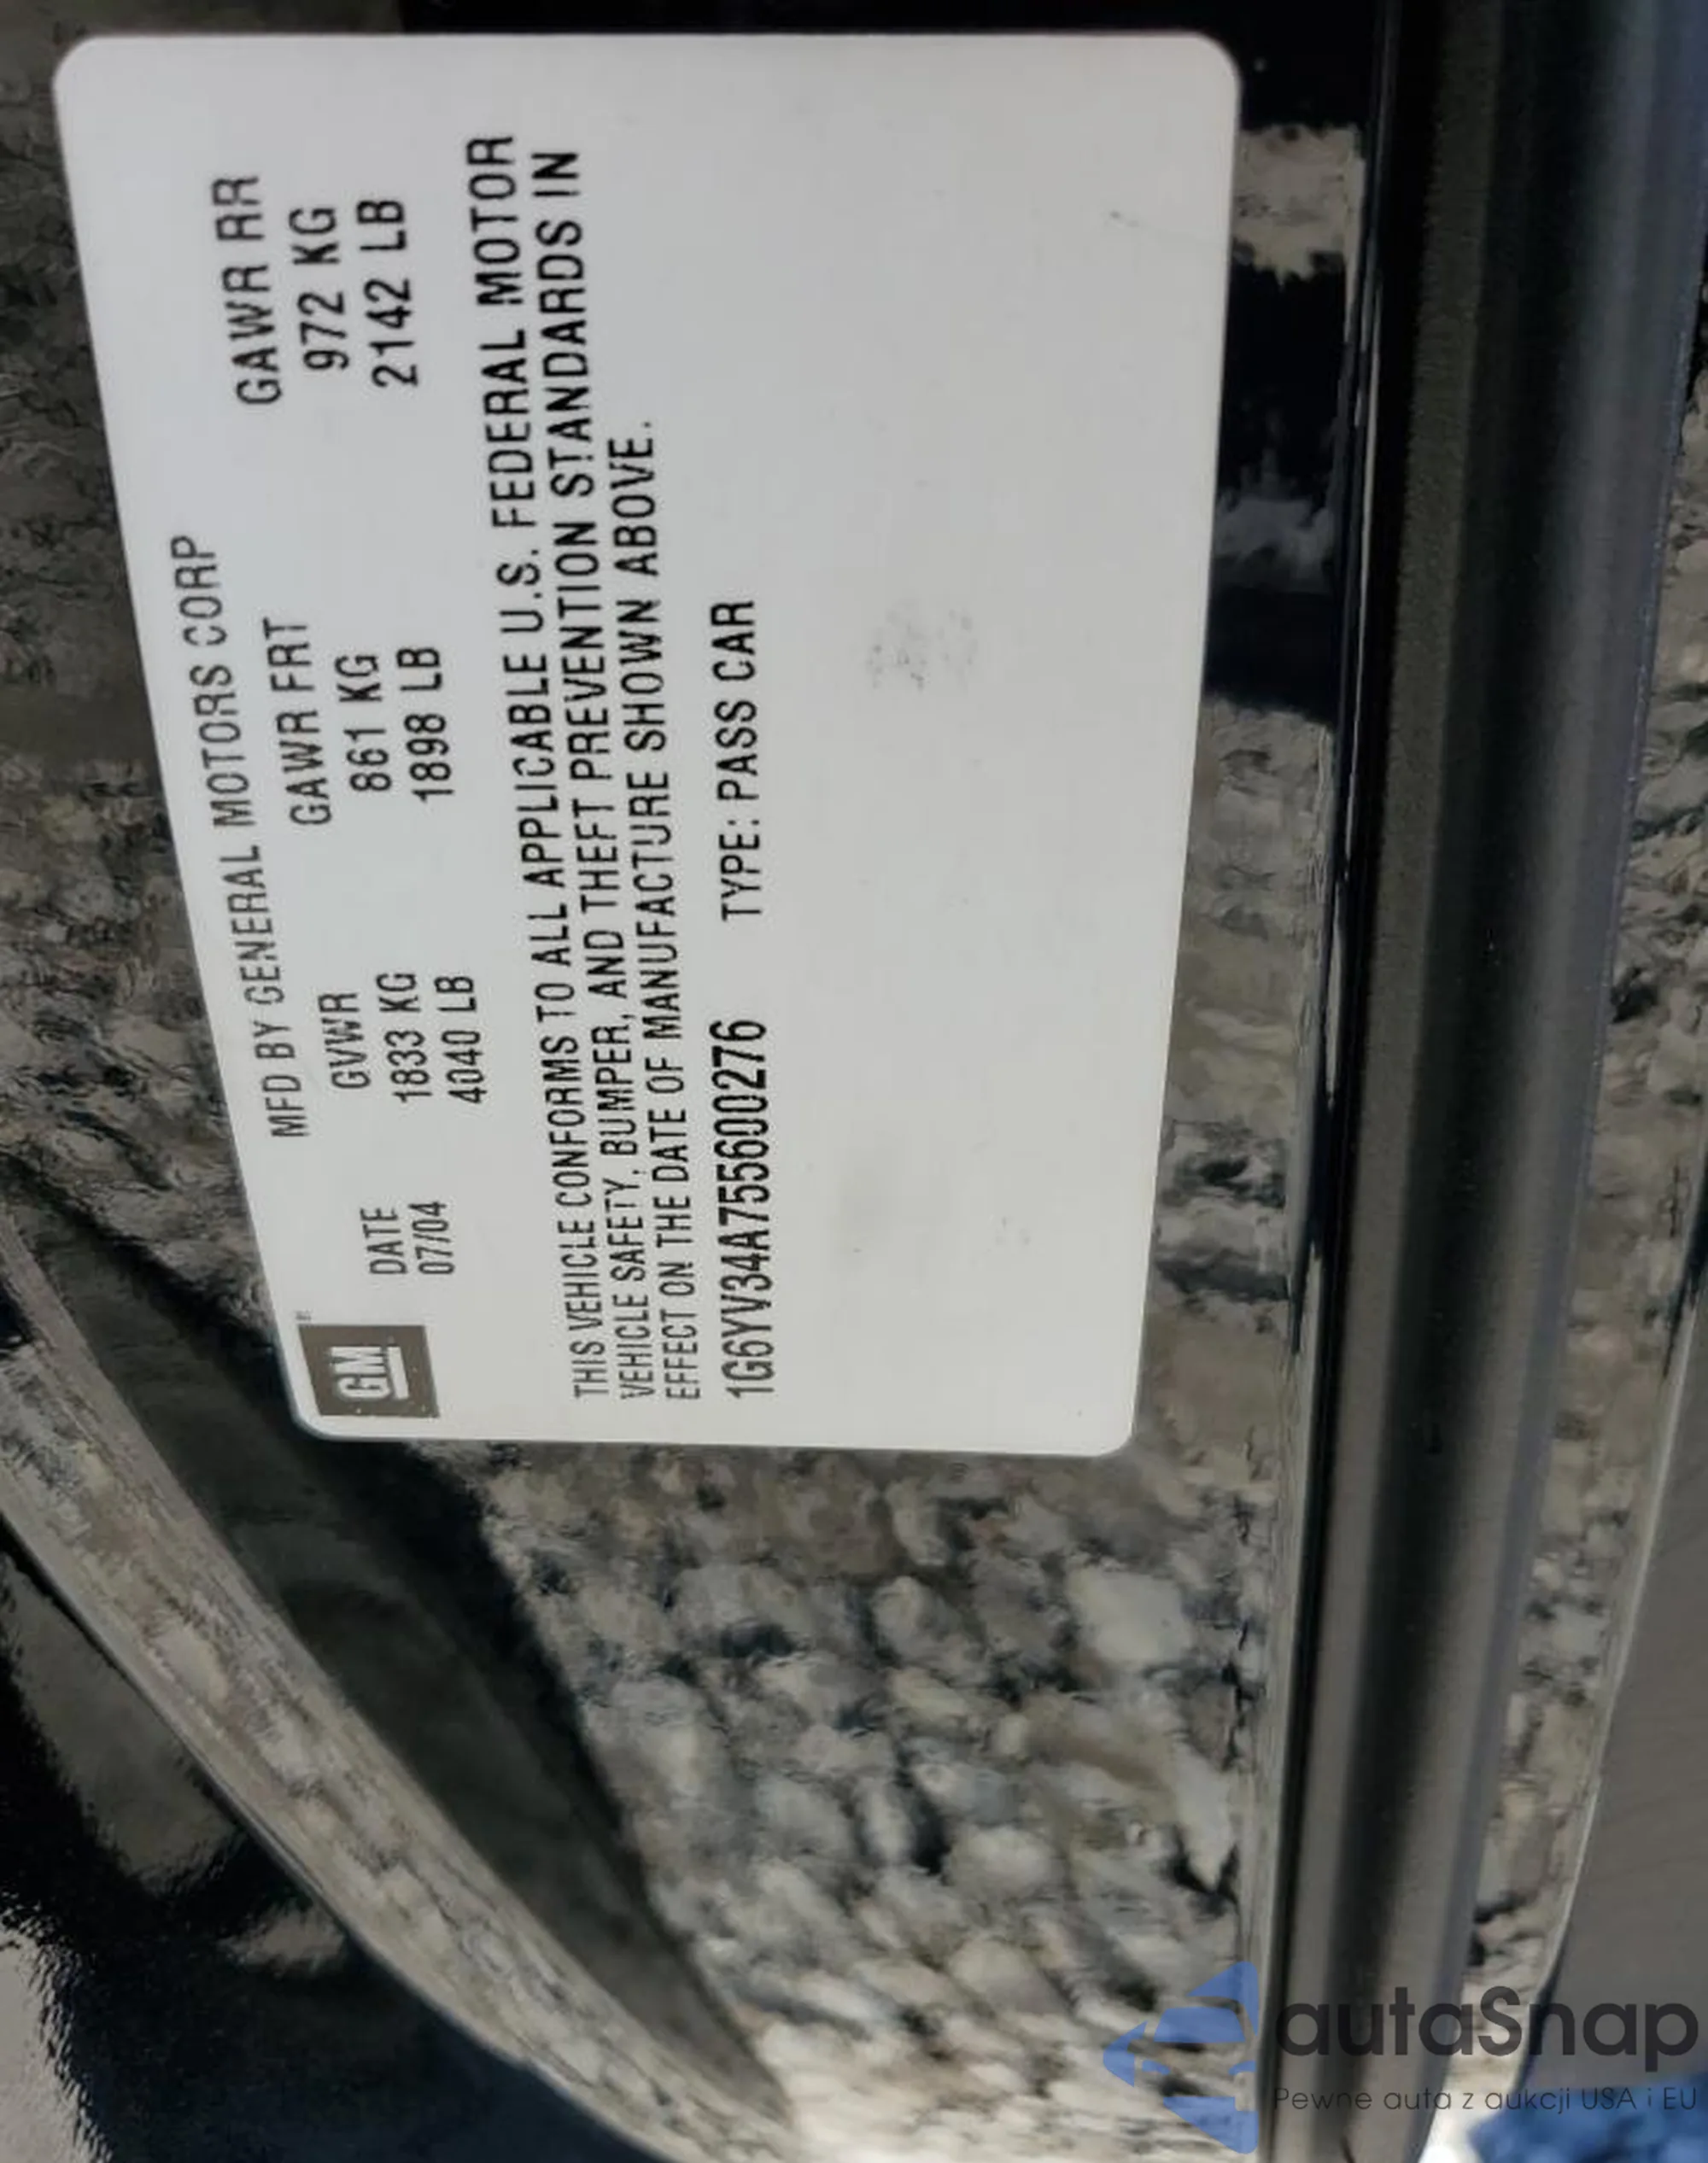 MFD BY GENERAL MOTORS CORP
GM
DATE GVWR GAWR FRT GAWR RR
07/04 1833 KG 861 KG 972 KG
4040 LB 1898 LB 2142 LB
THIS VEHICLE CONFORMS TO ALL APPLICABLE U.S. FEDERAL MOTOR
VEHICLE SAFETY, BUMPER, AND THEFT PREVENTION STANDARDS IN
EFFECT ON THE DATE OF MANUFACTURE SHOWN ABOVE.
1G6YV34A755600276 TYPE: PASS CAR
autaSnap
Pewne auta z aukcji USA i EU